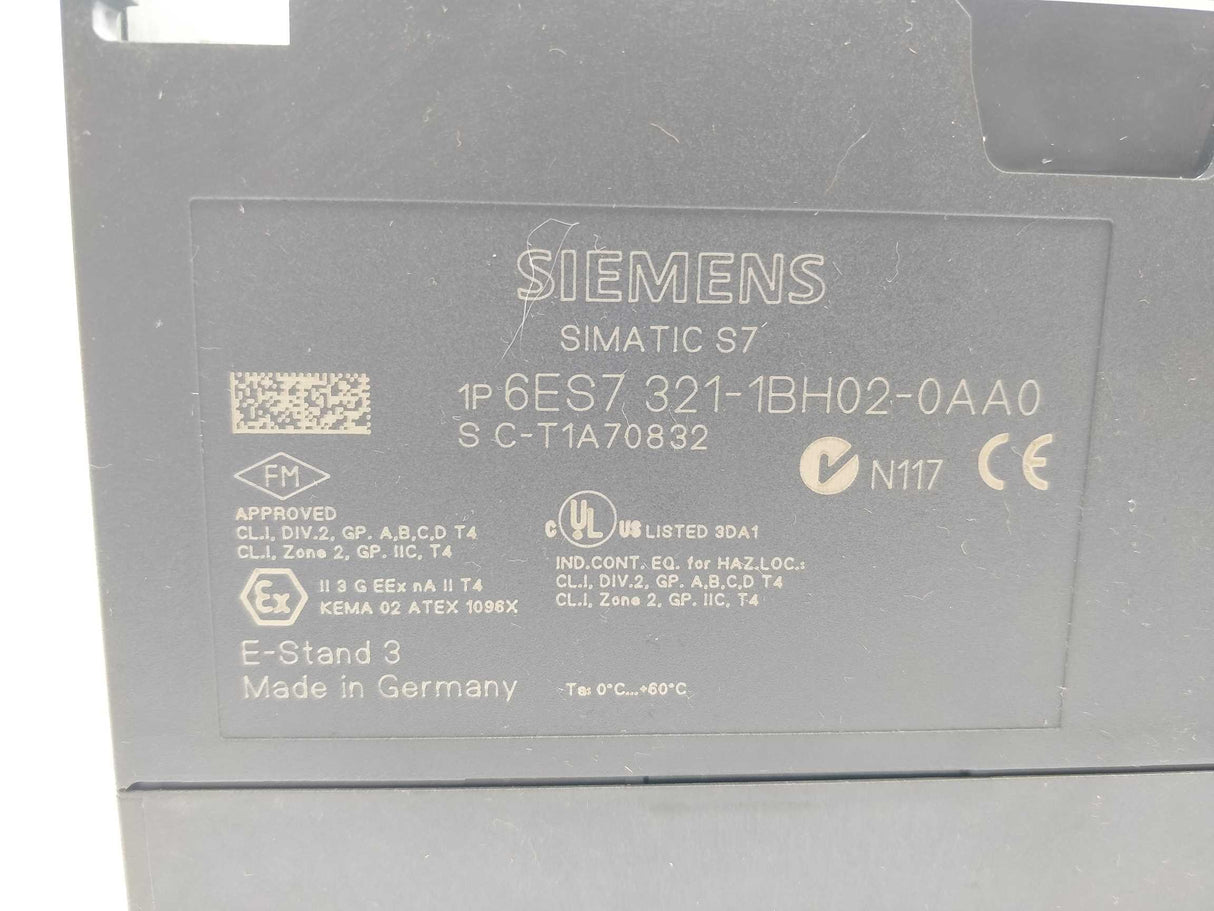 SIEMENS
SIMATIC S7
1P 6ES7 321-1BH02-0AA0
S C-T1A70832
N117 CE
FM
APPROVED
CL.I, DIV.2, GP. A,B,C,D T4
CL.I, Zone 2, GP. IIC, T4
C UL US LISTED 3DA1
IND.CONT. EQ. for HAZ.LOC.:
CL.I, DIV.2, GP. A,B,C,D T4
CL.I, Zone 2, GP. IIC, T4
Ex
II 3 G EEx nA II T4
KEMA 02 ATEX 1096X
E-Stand 3
Made in Germany
Ta: 0°C...+60°C